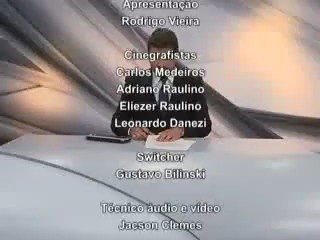 Apresentação
Rodrigo Vieira
Cinegrafistas
Carlos Medeiros
Adriano Raulino
Eliezer Raulino
Leonardo Danezi
Switcher
Gustavo Bilinski
Técnico áudio e vídeo
Jacson Clemes